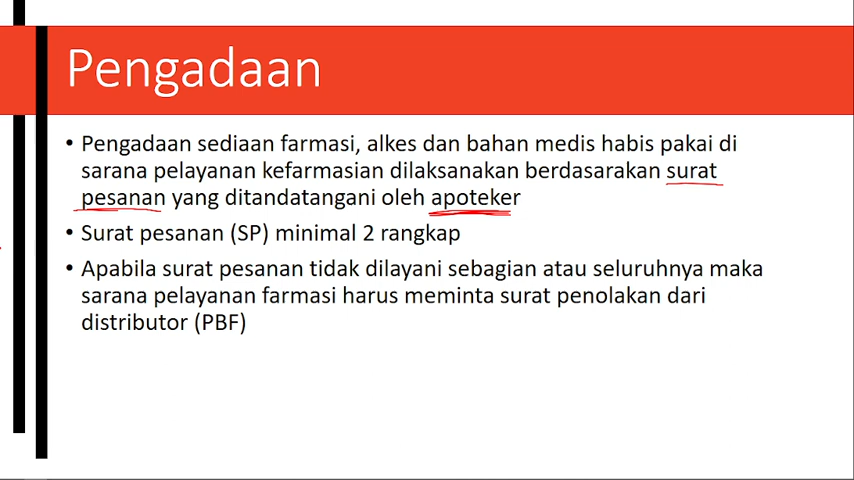 Pengadaan
• Pengadaan sediaan farmasi, alkes dan bahan medis habis pakai di
sarana pelayanan kefarmasian dilaksanakan berdasarakan surat
pesanan yang ditandatangani oleh apoteker
• Surat pesanan (SP) minimal 2 rangkap
• Apabila surat pesanan tidak dilayani sebagian atau seluruhnya maka
sarana pelayanan farmasi harus meminta surat penolakan dari
distributor (PBF)